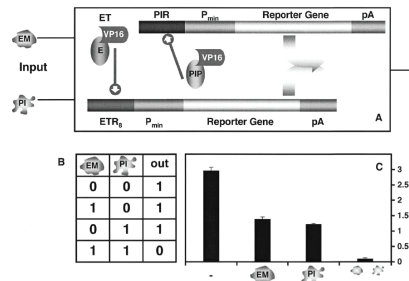 ET PIR Pmin Reporter Gene pA
EM VP16
E VP16
Input PIP
PI
ETR8 Pmin Reporter Gene pA A
B EM PI out C
0 0 1
1 0 1
0 1 1
1 1 0
3
2.5
2
1.5
1
0.5
0
- EM PI